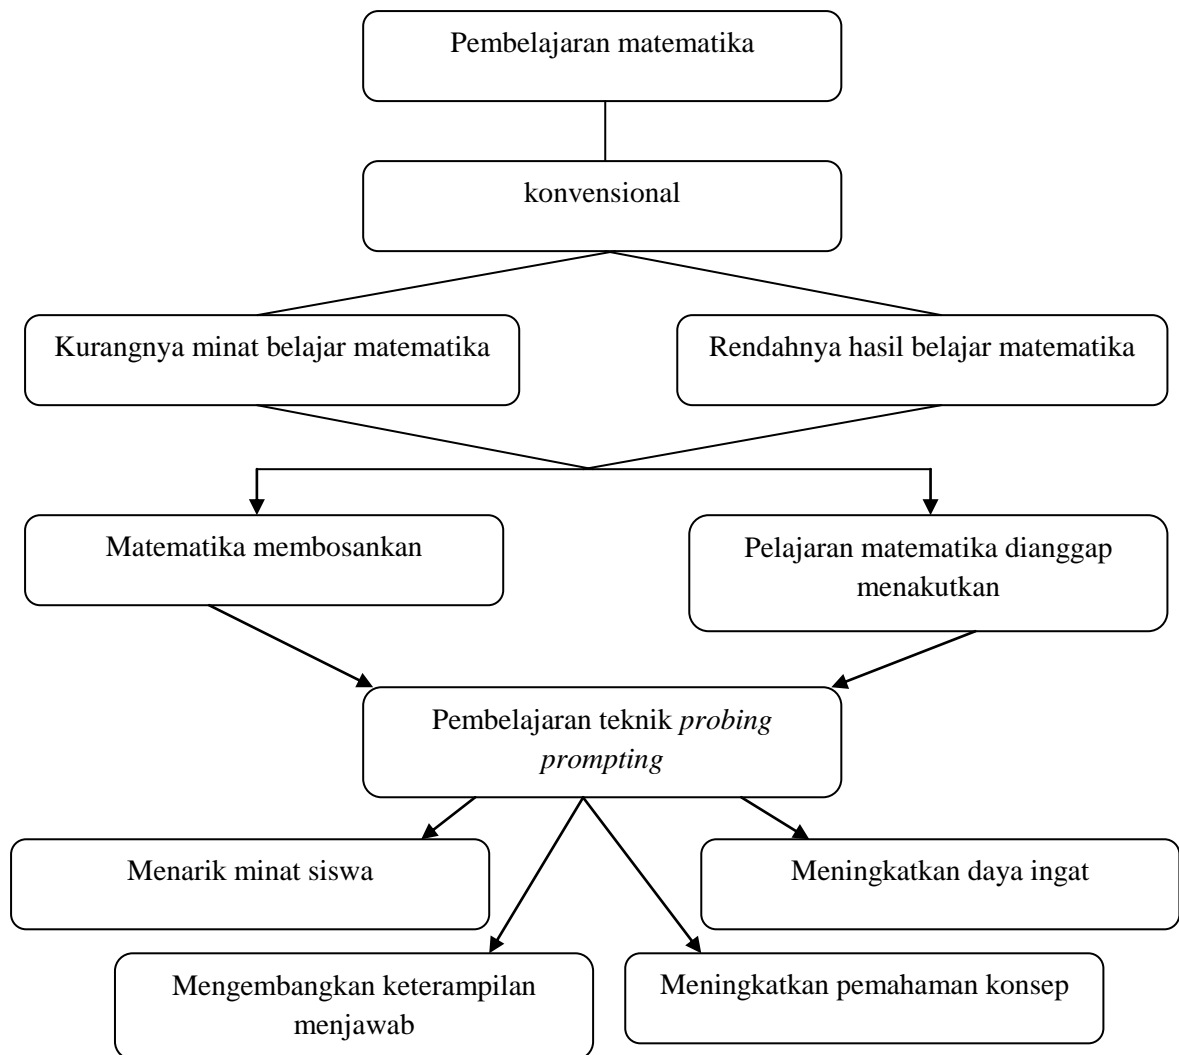 Pembelajaran matematika
konvensional
Kurangnya minat belajar matematika
Rendahnya hasil belajar matematika
Matematika membosankan
Pelajaran matematika dianggap
menakutkan
Pembelajaran teknik probing
prompting
Menarik minat siswa
Meningkatkan daya ingat
Mengembangkan keterampilan
menjawab
Meningkatkan pemahaman konsep